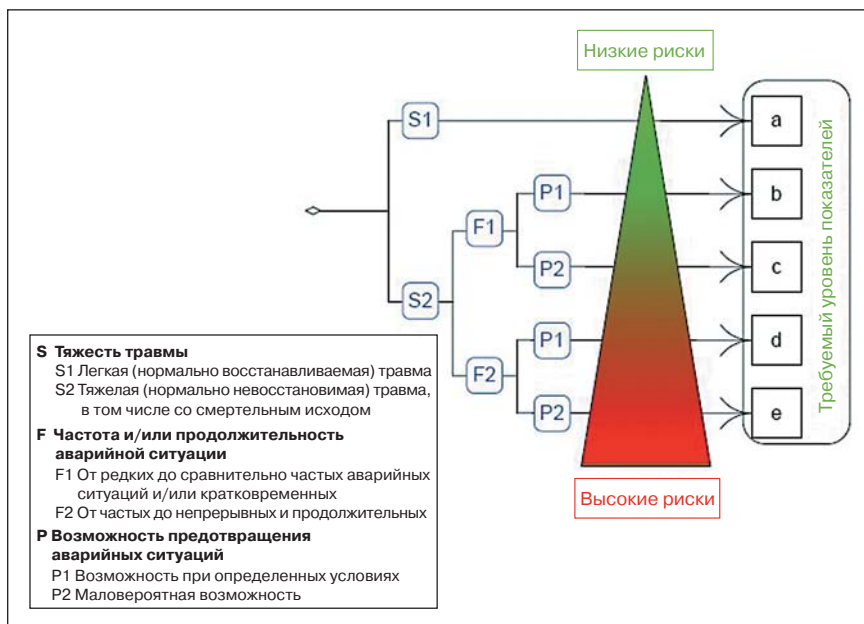 Низкие риски
S1
a
P1
b
F1
P2
c
S2
P1
d
F2
P2
e
Требуемый уровень показателей
Высокие риски
S Тяжесть травмы
S1 Легкая (нормально восстанавливаемая) травма
S2 Тяжелая (нормально невосстановимая) травма,
в том числе со смертельным исходом
F Частота и/или продолжительность
аварийной ситуации
F1 От редких до сравнительно частых аварийных
ситуаций и/или кратковременных
F2 От частых до непрерывных и продолжительных
P Возможность предотвращения
аварийных ситуаций
P1 Возможность при определенных условиях
P2 Маловероятная возможность